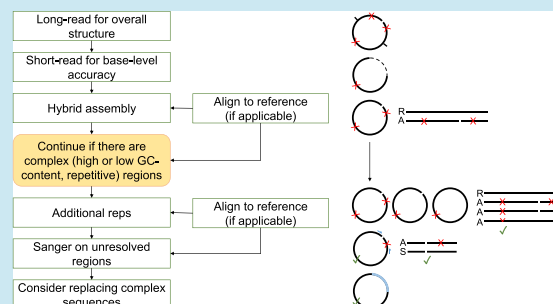 Long-read for overall
structure
Short-read for base-level
accuracy
Hybrid assembly
Align to reference
(if applicable)
Continue if there are
complex (high or low GC-
content, repetitive) regions
Additional reps
Align to reference
(if applicable)
Sanger on unresolved
regions
Consider replacing complex
sequences
R
A
R
A
A
A
A
S